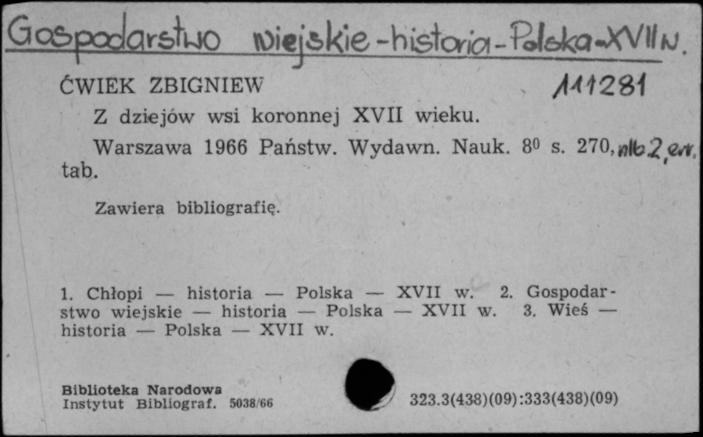 Gospodarstwo wiejskie-historia-Polska-XVII w.
ĆWIEK ZBIGNIEW 111281
Z dziejów wsi koronnej XVII wieku.
Warszawa 1966 Państw. Wydawn. Nauk. 8⁰ s. 270, nlb 2, err.
tab.
Zawiera bibliografię.
1. Chłopi — historia — Polska — XVII w. 2. Gospodar-
stwo wiejskie — historia — Polska — XVII w. 3. Wieś —
historia — Polska — XVII w.
Biblioteka Narodowa
Instytut Bibliograf. 5038/66
323.3(438)(09):333(438)(09)